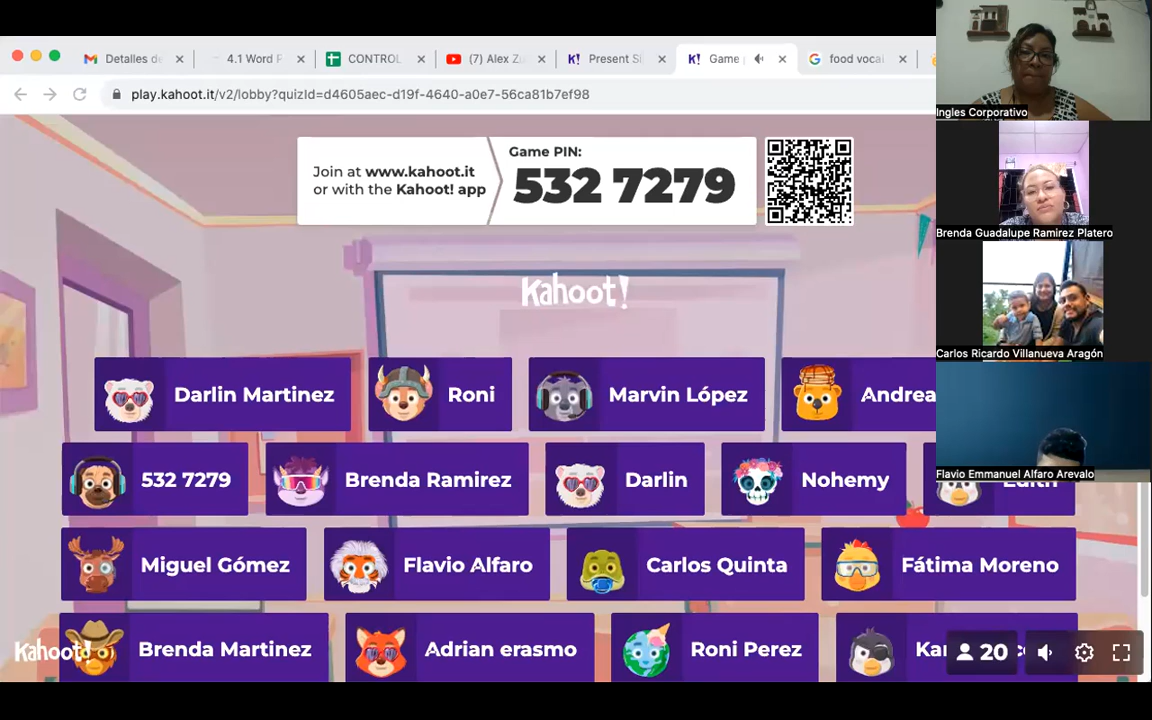 Detalles de
4.1 Word P
CONTROL
(7) Alex Zu
Present Si
Game
food vocal
play.kahoot.it/v2/lobby?quizId=d4605aec-d19f-4640-a0e7-56ca81b7ef98
Join at www.kahoot.it
or with the Kahoot! app
Game PIN:
532 7279
Kahoot!
Darlin Martinez
Roni
Marvin López
Andrea
532 7279
Brenda Ramirez
Darlin
Nohemy
Edith
Miguel Gómez
Flavio Alfaro
Carlos Quinta
Fátima Moreno
Kahoot!
Brenda Martinez
Adrian erasmo
Roni Perez
20
Ingles Corporativo
Brenda Guadalupe Ramirez Platero
Carlos Ricardo Villanueva Aragón
Flavio Emmanuel Alfaro Arevalo